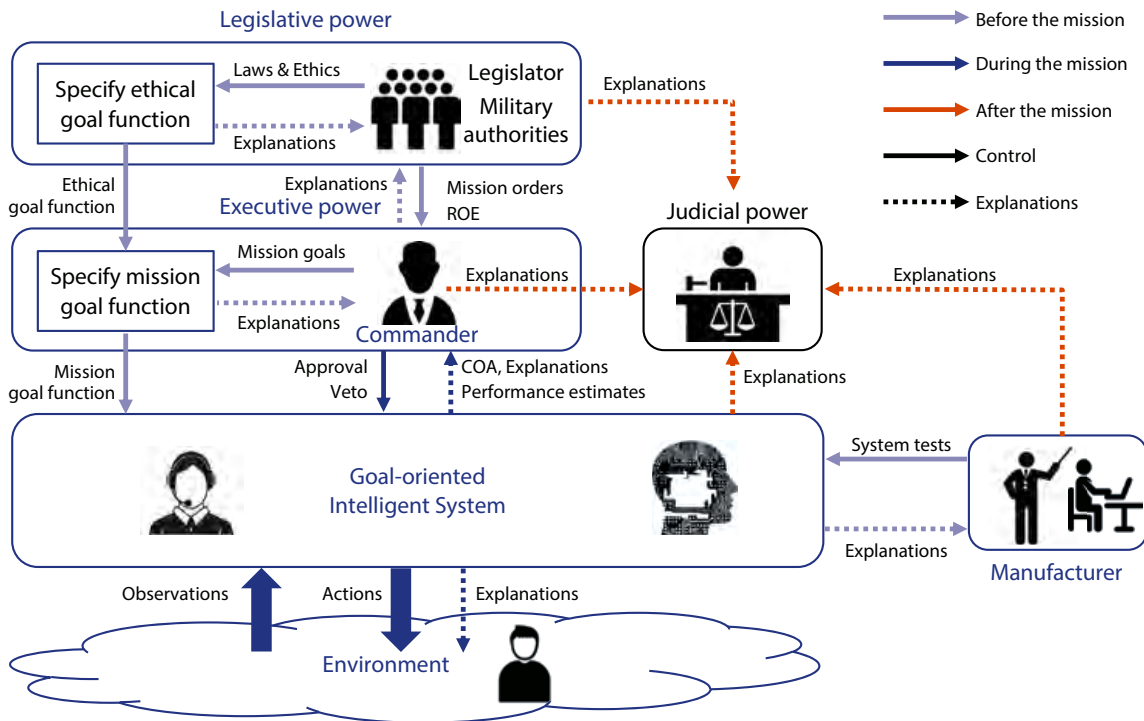 Legislative power
Before the mission
During the mission
After the mission
Control
Explanations
Specify ethical
goal function
Laws & Ethics
Explanations
Legislator
Military
authorities
Explanations
Ethical
goal function
Explanations
Executive power
Mission orders
ROE
Judicial power
Specify mission
goal function
Mission goals
Explanations
Commander
Explanations
Explanations
Mission
goal function
Approval
Veto
COA, Explanations
Performance estimates
Explanations
Goal-oriented
Intelligent System
System tests
Explanations
Manufacturer
Observations
Actions
Explanations
Environment